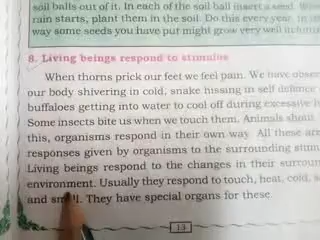 soil balls out of it. In each of the soil ball insert a seed.
rain starts, plant them in the soil. Do this every year. In
way some seeds you have put might grow very well
8. Living beings respond to stimulus
When thorns prick our feet we feel pain. We have
our body shivering in cold, snake hissing in self defence
buffaloes getting into water to cool off during excessive
Some insects bite us when we touch them. Animals
this, organisms respond in their own way. All these are
responses given by organisms to the surrounding
Living beings respond to the changes in their
environment. Usually they respond to touch, heat, cold,
and smell. They have special organs for these.
13